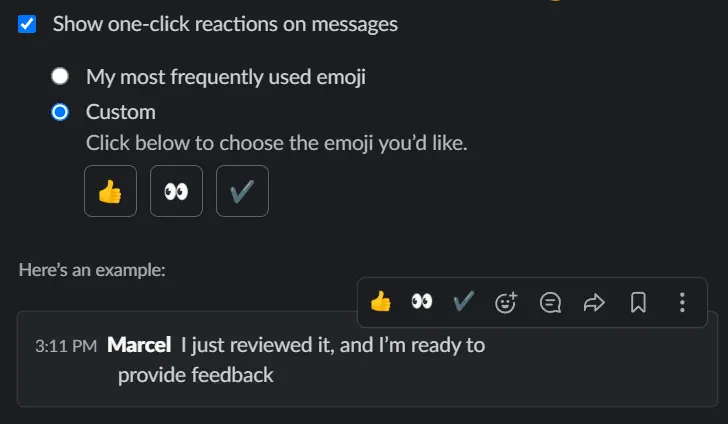 Show one-click reactions on messages
My most frequently used emoji
Custom
Click below to choose the emoji you’d like.
Here’s an example:
3:11 PM Marcel I just reviewed it, and I’m ready to
provide feedback